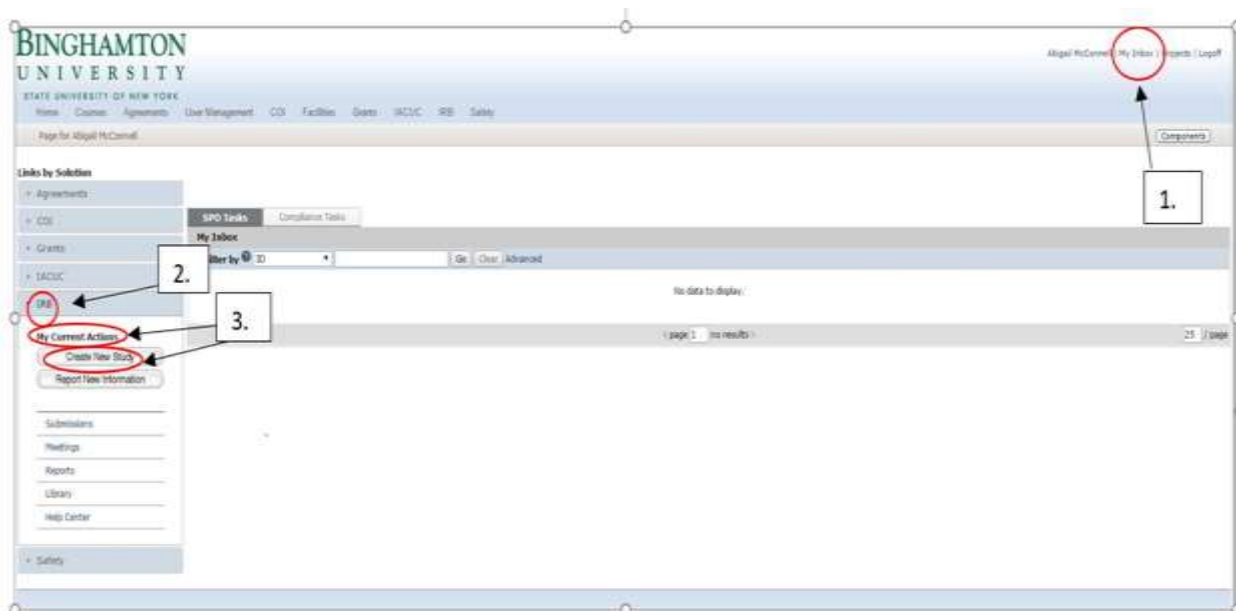 BINGHAMTON
UNIVERSITY
STATE UNIVERSITY OF NEW YORK
Abigail McConnell | My Inbox | Projects | Logoff
Home Courses Agreements User Management COI Facilities Grants IACUC IRB Safety
Page for Abigail McConnell
Components
1.
Links by Solution
Agreements
COI
Grants
IACUC
IRB
2.
3.
My Current Actions
Create New Study
Report New Information
Submissions
Meetings
Reports
Library
Help Center
Safety
SPO Tasks Compliance Tasks
My Inbox
Filter by ID Go Clear Advanced
No data to display.
page 1 no results
25 / page